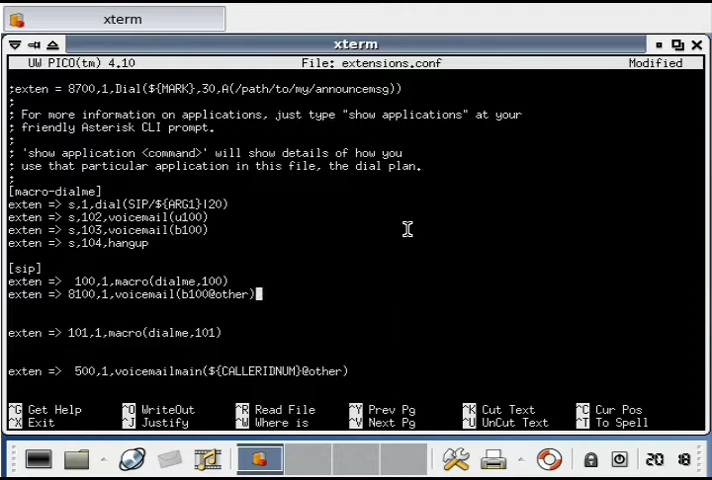 xterm
xterm
UW PICO(tm) 4.10 File: extensions.conf Modified
;exten = 8700,1,Dial(${MARK},30,A(/path/to/my/announcemsg))
;
; For more information on applications, just type "show applications" at your
; friendly Asterisk CLI prompt.
;
; 'show application <command>' will show details of how you
; use that particular application in this file, the dial plan.
;
[macro-dialme]
exten => s,1,dial(SIP/${ARG1}|20)
exten => s,102,voicemail(u100)
exten => s,103,voicemail(b100)
exten => s,104,hangup
[sip]
exten => 100,1,macro(dialme,100)
exten => 8100,1,voicemail(b100@other)
exten => 101,1,macro(dialme,101)
exten => 500,1,voicemailmain(${CALLERIDNUM}@other)
^G Get Help ^O WriteOut ^R Read File ^Y Prev Pg ^K Cut Text ^C Cur Pos
^X Exit ^J Justify ^W Where is ^V Next Pg ^U UnCut Text ^T To Spell
20 18